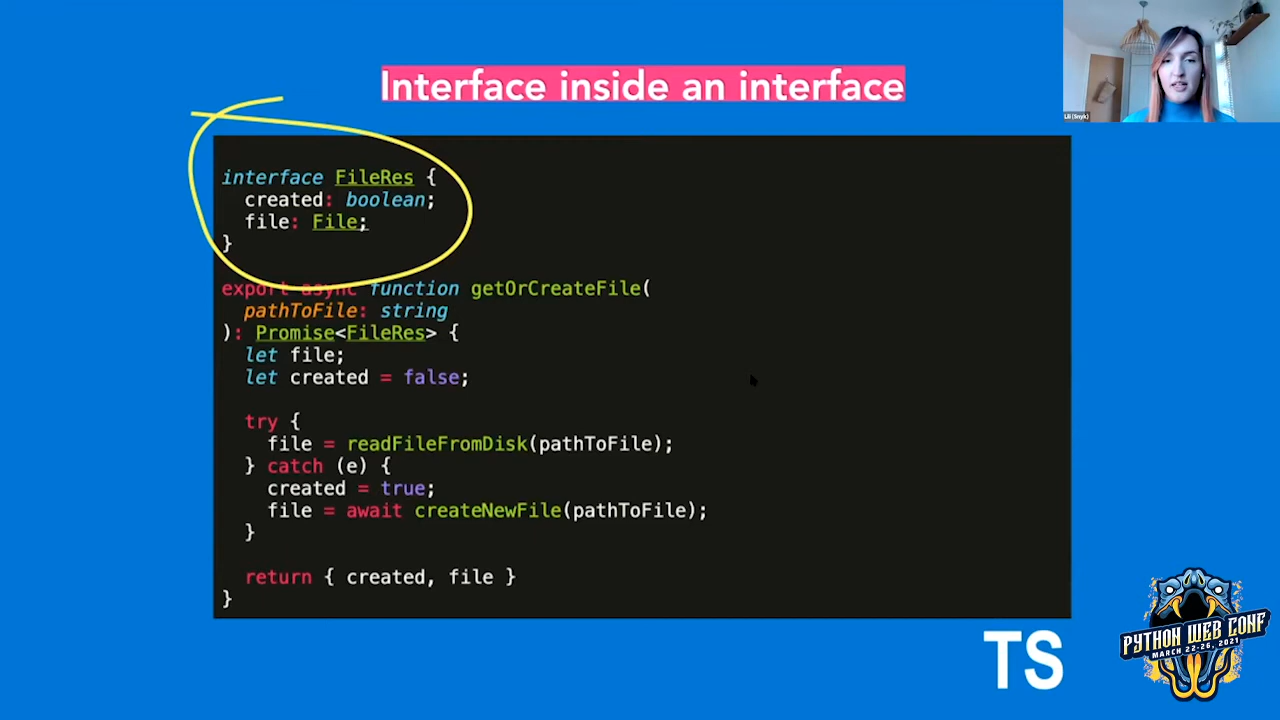 Interface inside an interface
Lili (Snyk)
interface FileRes {
  created: boolean;
  file: File;
}
export async function getOrCreateFile(
  pathToFile: string
): Promise<FileRes> {
  let file;
  let created = false;
  try {
    file = readFileFromDisk(pathToFile);
  } catch (e) {
    created = true;
    file = await createNewFile(pathToFile);
  }
  return { created, file }
}
TS
PYTHON WEB CONF
MARCH 22-26, 2021